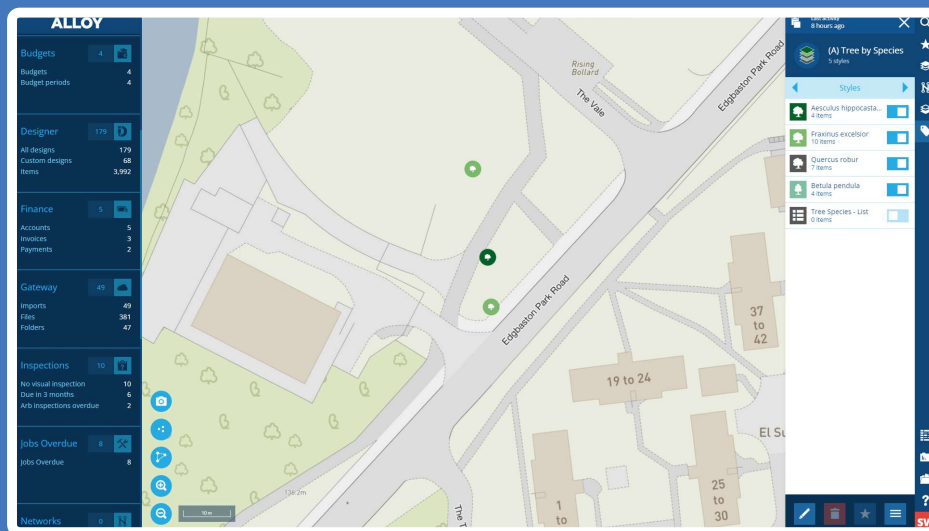 ALLOY
Budgets 4
Budgets 4
Budget periods 4
Designer 179
All designs 179
Custom designs 68
Items 3,992
Finance 5
Accounts 5
Invoices 3
Payments 2
Gateway 49
Imports 49
Files 381
Folders 47
Inspections 10
No visual inspection 10
Due in 3 months 6
Arb inspections overdue 2
Jobs Overdue 8
Jobs Overdue 8
Networks 0
Rising
Bollard
The Vale
Edgbaston Park Road
Edgbaston Park Road
37
to
42
19 to 24
El Su
25
to
30
1
to
The T
10 m
Last activity
8 hours ago
(A) Tree by Species
5 styles
Styles
Aesculus hippocasta...
4 items
Fraxinus excelsior
10 items
Quercus robur
7 items
Betula pendula
4 items
Tree Species - List
0 items
?